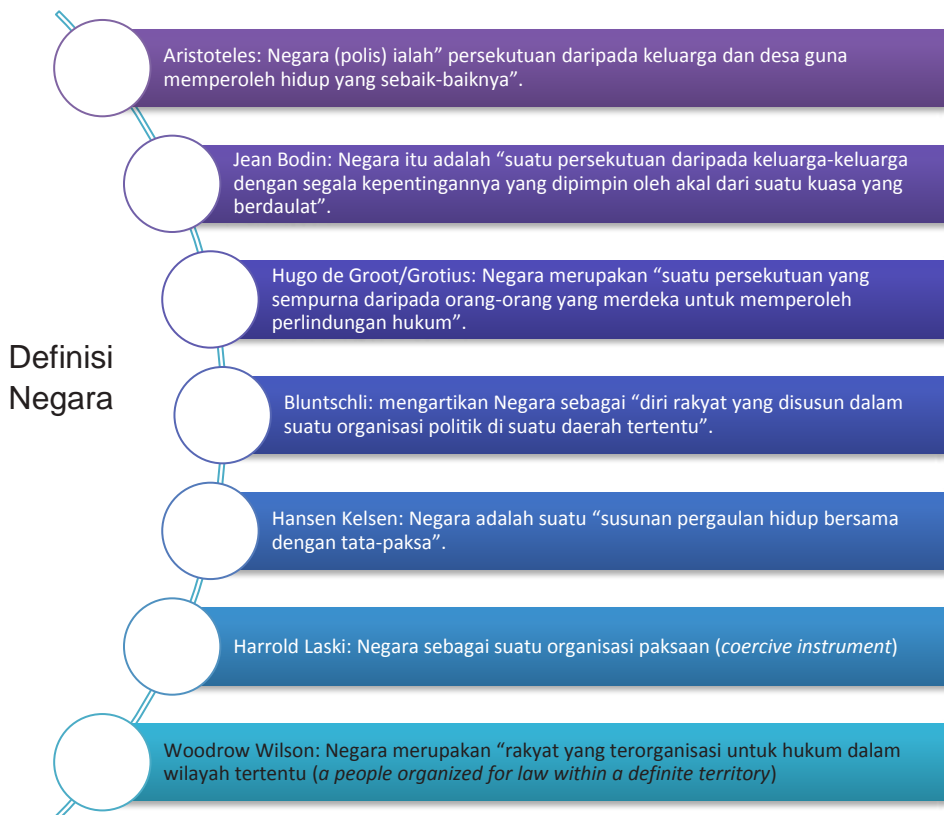 Definisi
Negara
Aristoteles: Negara (polis) ialah” persekutuan daripada keluarga dan desa guna
memperoleh hidup yang sebaik-baiknya”.
Jean Bodin: Negara itu adalah “suatu persekutuan daripada keluarga-keluarga
dengan segala kepentingannya yang dipimpin oleh akal dari suatu kuasa yang
berdaulat”.
Hugo de Groot/Grotius: Negara merupakan “suatu persekutuan yang
sempurna daripada orang-orang yang merdeka untuk memperoleh
perlindungan hukum”.
Bluntschli: mengartikan Negara sebagai “diri rakyat yang disusun dalam
suatu organisasi politik di suatu daerah tertentu”.
Hansen Kelsen: Negara adalah suatu “susunan pergaulan hidup bersama
dengan tata-paksa”.
Harrold Laski: Negara sebagai suatu organisasi paksaan (coercive instrument)
Woodrow Wilson: Negara merupakan “rakyat yang terorganisasi untuk hukum dalam
wilayah tertentu (a people organized for law within a definite territory)